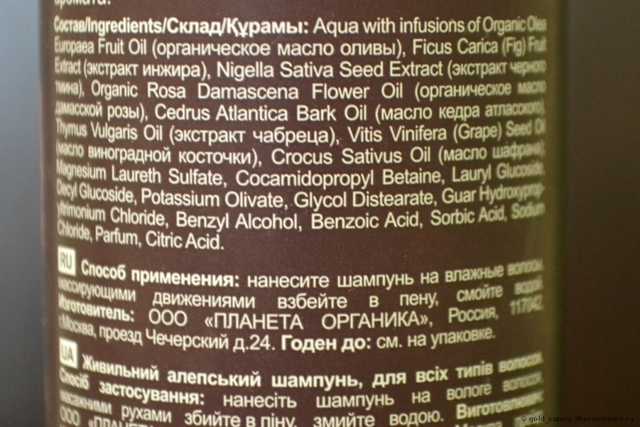 аромата.
Состав/Ingredients/Склад/Құрамы: Aqua with infusions of Organic Olea
Europaea Fruit Oil (органическое масло оливы), Ficus Carica (Fig) Fruit
Extract (экстракт инжира), Nigella Sativa Seed Extract (экстракт черного
тмина), Organic Rosa Damascena Flower Oil (органическое масло
дамасской розы), Cedrus Atlantica Bark Oil (масло кедра атласского),
Thymus Vulgaris Oil (экстракт чабреца), Vitis Vinifera (Grape) Seed Oil
(масло виноградной косточки), Crocus Sativus Oil (масло шафрана),
Magnesium Laureth Sulfate, Cocamidopropyl Betaine, Lauryl Glucoside,
Decyl Glucoside, Potassium Olivate, Glycol Distearate, Guar Hydroxyprop-
yltrimonium Chloride, Benzyl Alcohol, Benzoic Acid, Sorbic Acid, Sodium
Chloride, Parfum, Citric Acid.
RU Способ применения: нанесите шампунь на влажные волосы,
массирующими движениями взбейте в пену, смойте водой.
Изготовитель: ООО «ПЛАНЕТА ОРГАНИКА», Россия, 117042,
г.Москва, проезд Чечерский д.24. Годен до: см. на упаковке.
UA Живильний алепський шампунь, для всіх типів волосся.
Спосіб застосування: нанесіть шампунь на вологе волосся,
масажними рухами збийте в піну, змийте водою. Виготовлювач:
ООО «ПЛАНЕТА